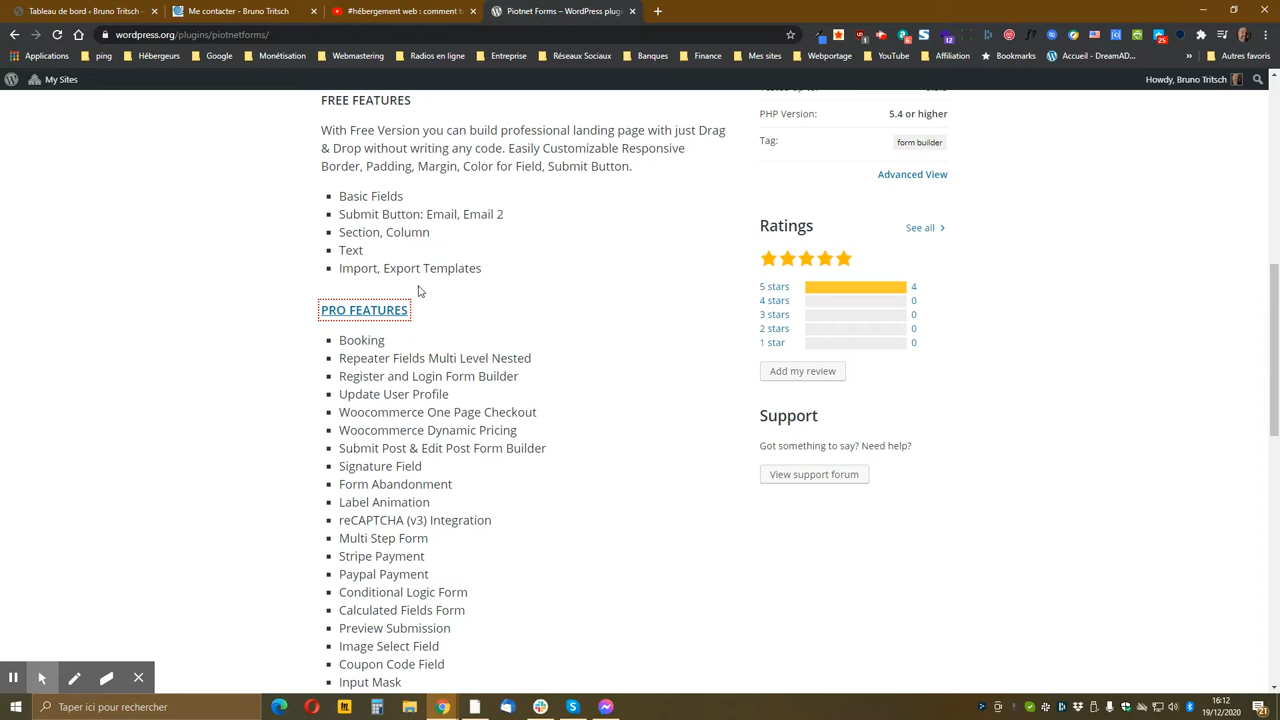 Tableau de bord ‹ Bruno Tritsch
Me contacter - Bruno Tritsch
#hébergement web : comment t
Piotnet Forms – WordPress plugi
wordpress.org/plugins/piotnetforms/
Applications
ping
Hébergeurs
Google
Monétisation
Webportage
Radios en ligne
Entreprise
Réseaux Sociaux
Banques
Finance
Mes sites
Webportage
YouTube
Affiliation
Bookmarks
Accueil - DreamAD...
Autres favoris
My Sites
Howdy, Bruno Tritsch
FREE FEATURES
With Free Version you can build professional landing page with just Drag
& Drop without writing any code. Easily Customizable Responsive
Border, Padding, Margin, Color for Field, Submit Button.
Basic Fields
Submit Button: Email, Email 2
Section, Column
Text
Import, Export Templates
PRO FEATURES
Booking
Repeater Fields Multi Level Nested
Register and Login Form Builder
Update User Profile
Woocommerce One Page Checkout
Woocommerce Dynamic Pricing
Submit Post & Edit Post Form Builder
Signature Field
Form Abandonment
Label Animation
reCAPTCHA (v3) Integration
Multi Step Form
Stripe Payment
Paypal Payment
Conditional Logic Form
Calculated Fields Form
Preview Submission
Image Select Field
Coupon Code Field
Input Mask
PHP Version: 5.4 or higher
Tag: form builder
Advanced View
Ratings
See all
5 stars 4
4 stars 0
3 stars 0
2 stars 0
1 star 0
Add my review
Support
Got something to say? Need help?
View support forum
Taper ici pour rechercher
16:12
19/12/2020